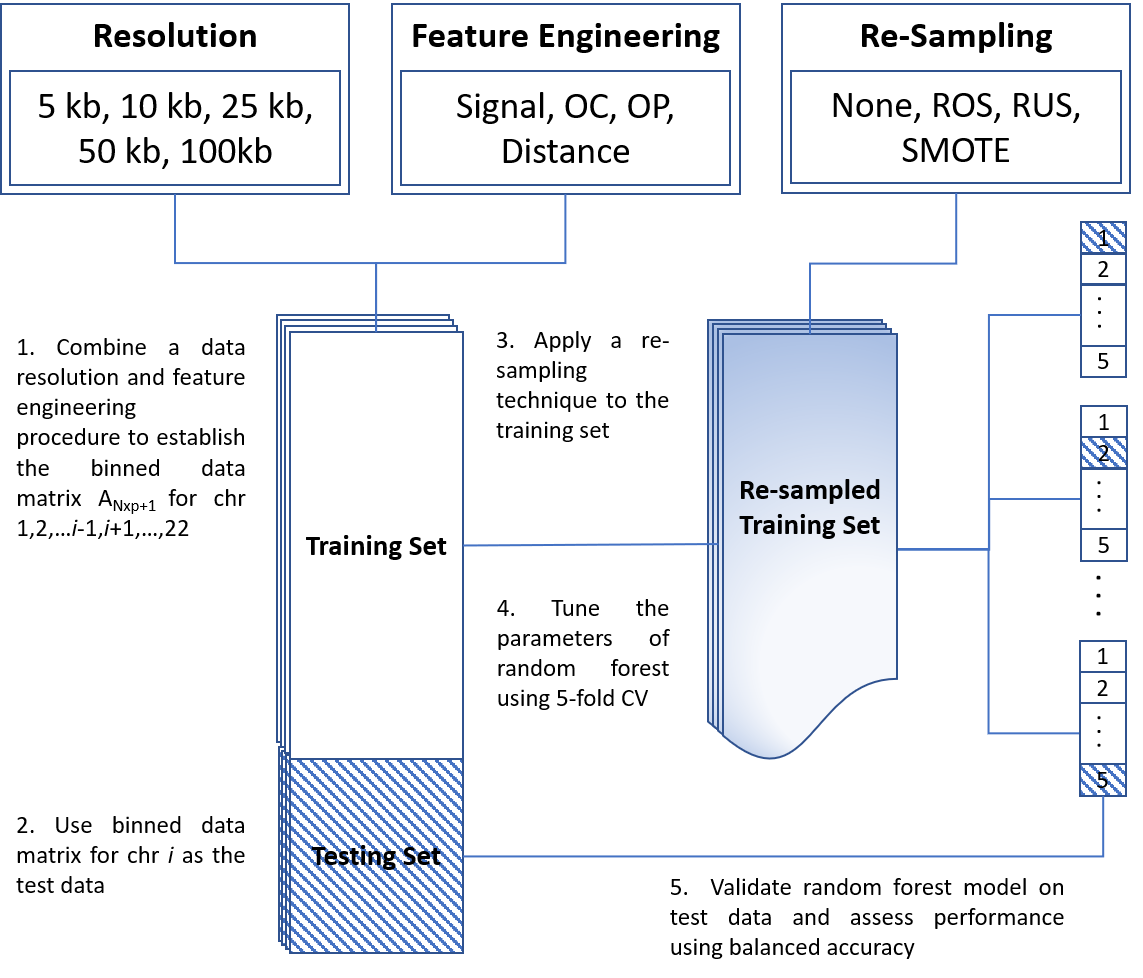 Resolution
5 kb, 10 kb, 25 kb,
50 kb, 100kb
Feature Engineering
Signal, OC, OP,
Distance
Re-Sampling
None, ROS, RUS,
SMOTE
1. Combine a data
resolution and feature
engineering
procedure to establish
the binned data
matrix A_Nxp+1 for chr
1,2,...i-1,i+1,...,22
2. Use binned data
matrix for chr i as the
test data
Training Set
Testing Set
3. Apply a re-
sampling
technique to the
training set
4. Tune the
parameters of
random forest
using 5-fold CV
Re-sampled
Training Set
1
2
⋮
5
1
2
⋮
5
⋮
1
2
⋮
5
5. Validate random forest model on
test data and assess performance
using balanced accuracy